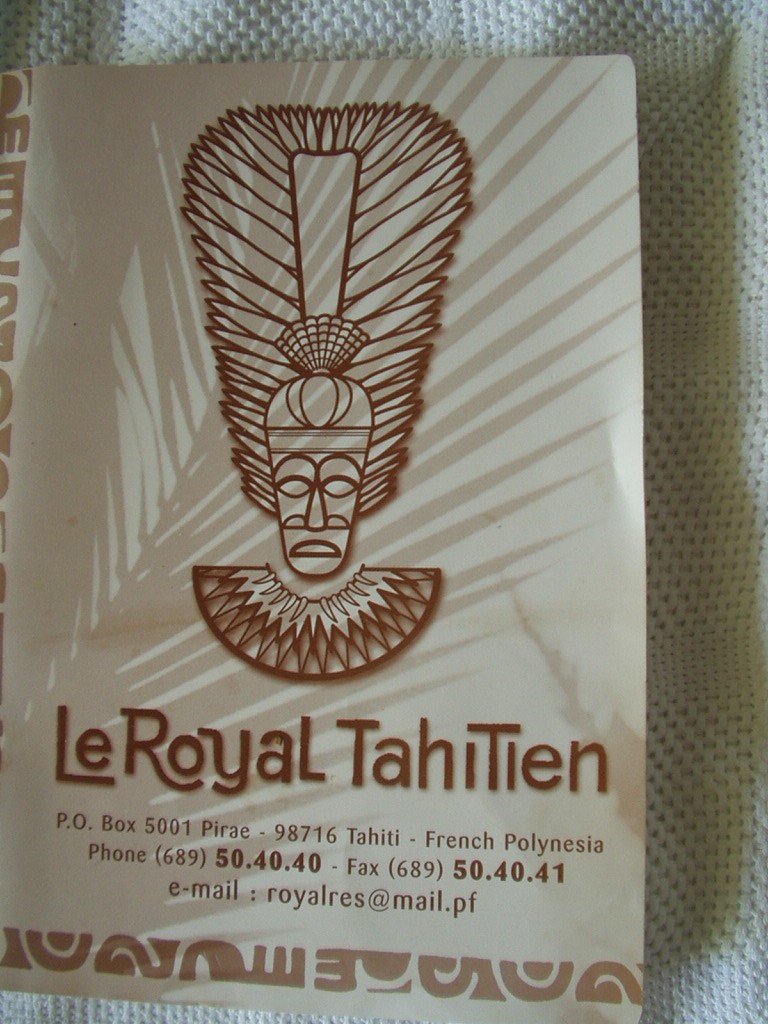 Le Royal Tahitien
P.O. Box 5001 Pirae - 98716 Tahiti - French Polynesia
Phone (689) 50.40.40 - Fax (689) 50.40.41
e-mail : royalres@mail.pf